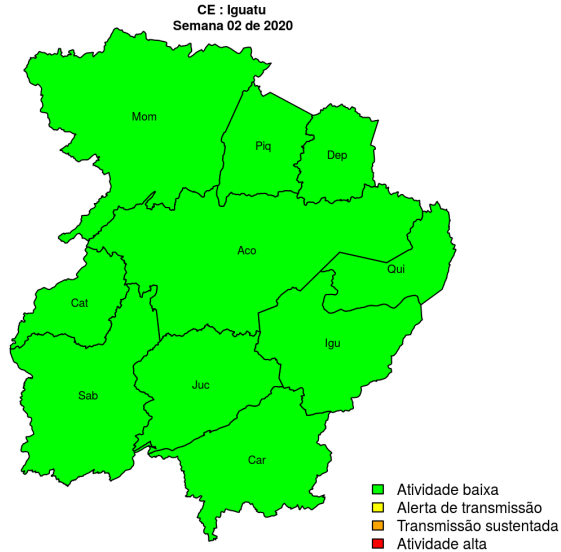 CE : Iguatu
Semana 02 de 2020
Mom
Piq
Dep
Aco
Qui
Cat
Igu
Sab
Juc
Car
Atividade baixa
Alerta de transmissão
Transmissão sustentada
Atividade alta